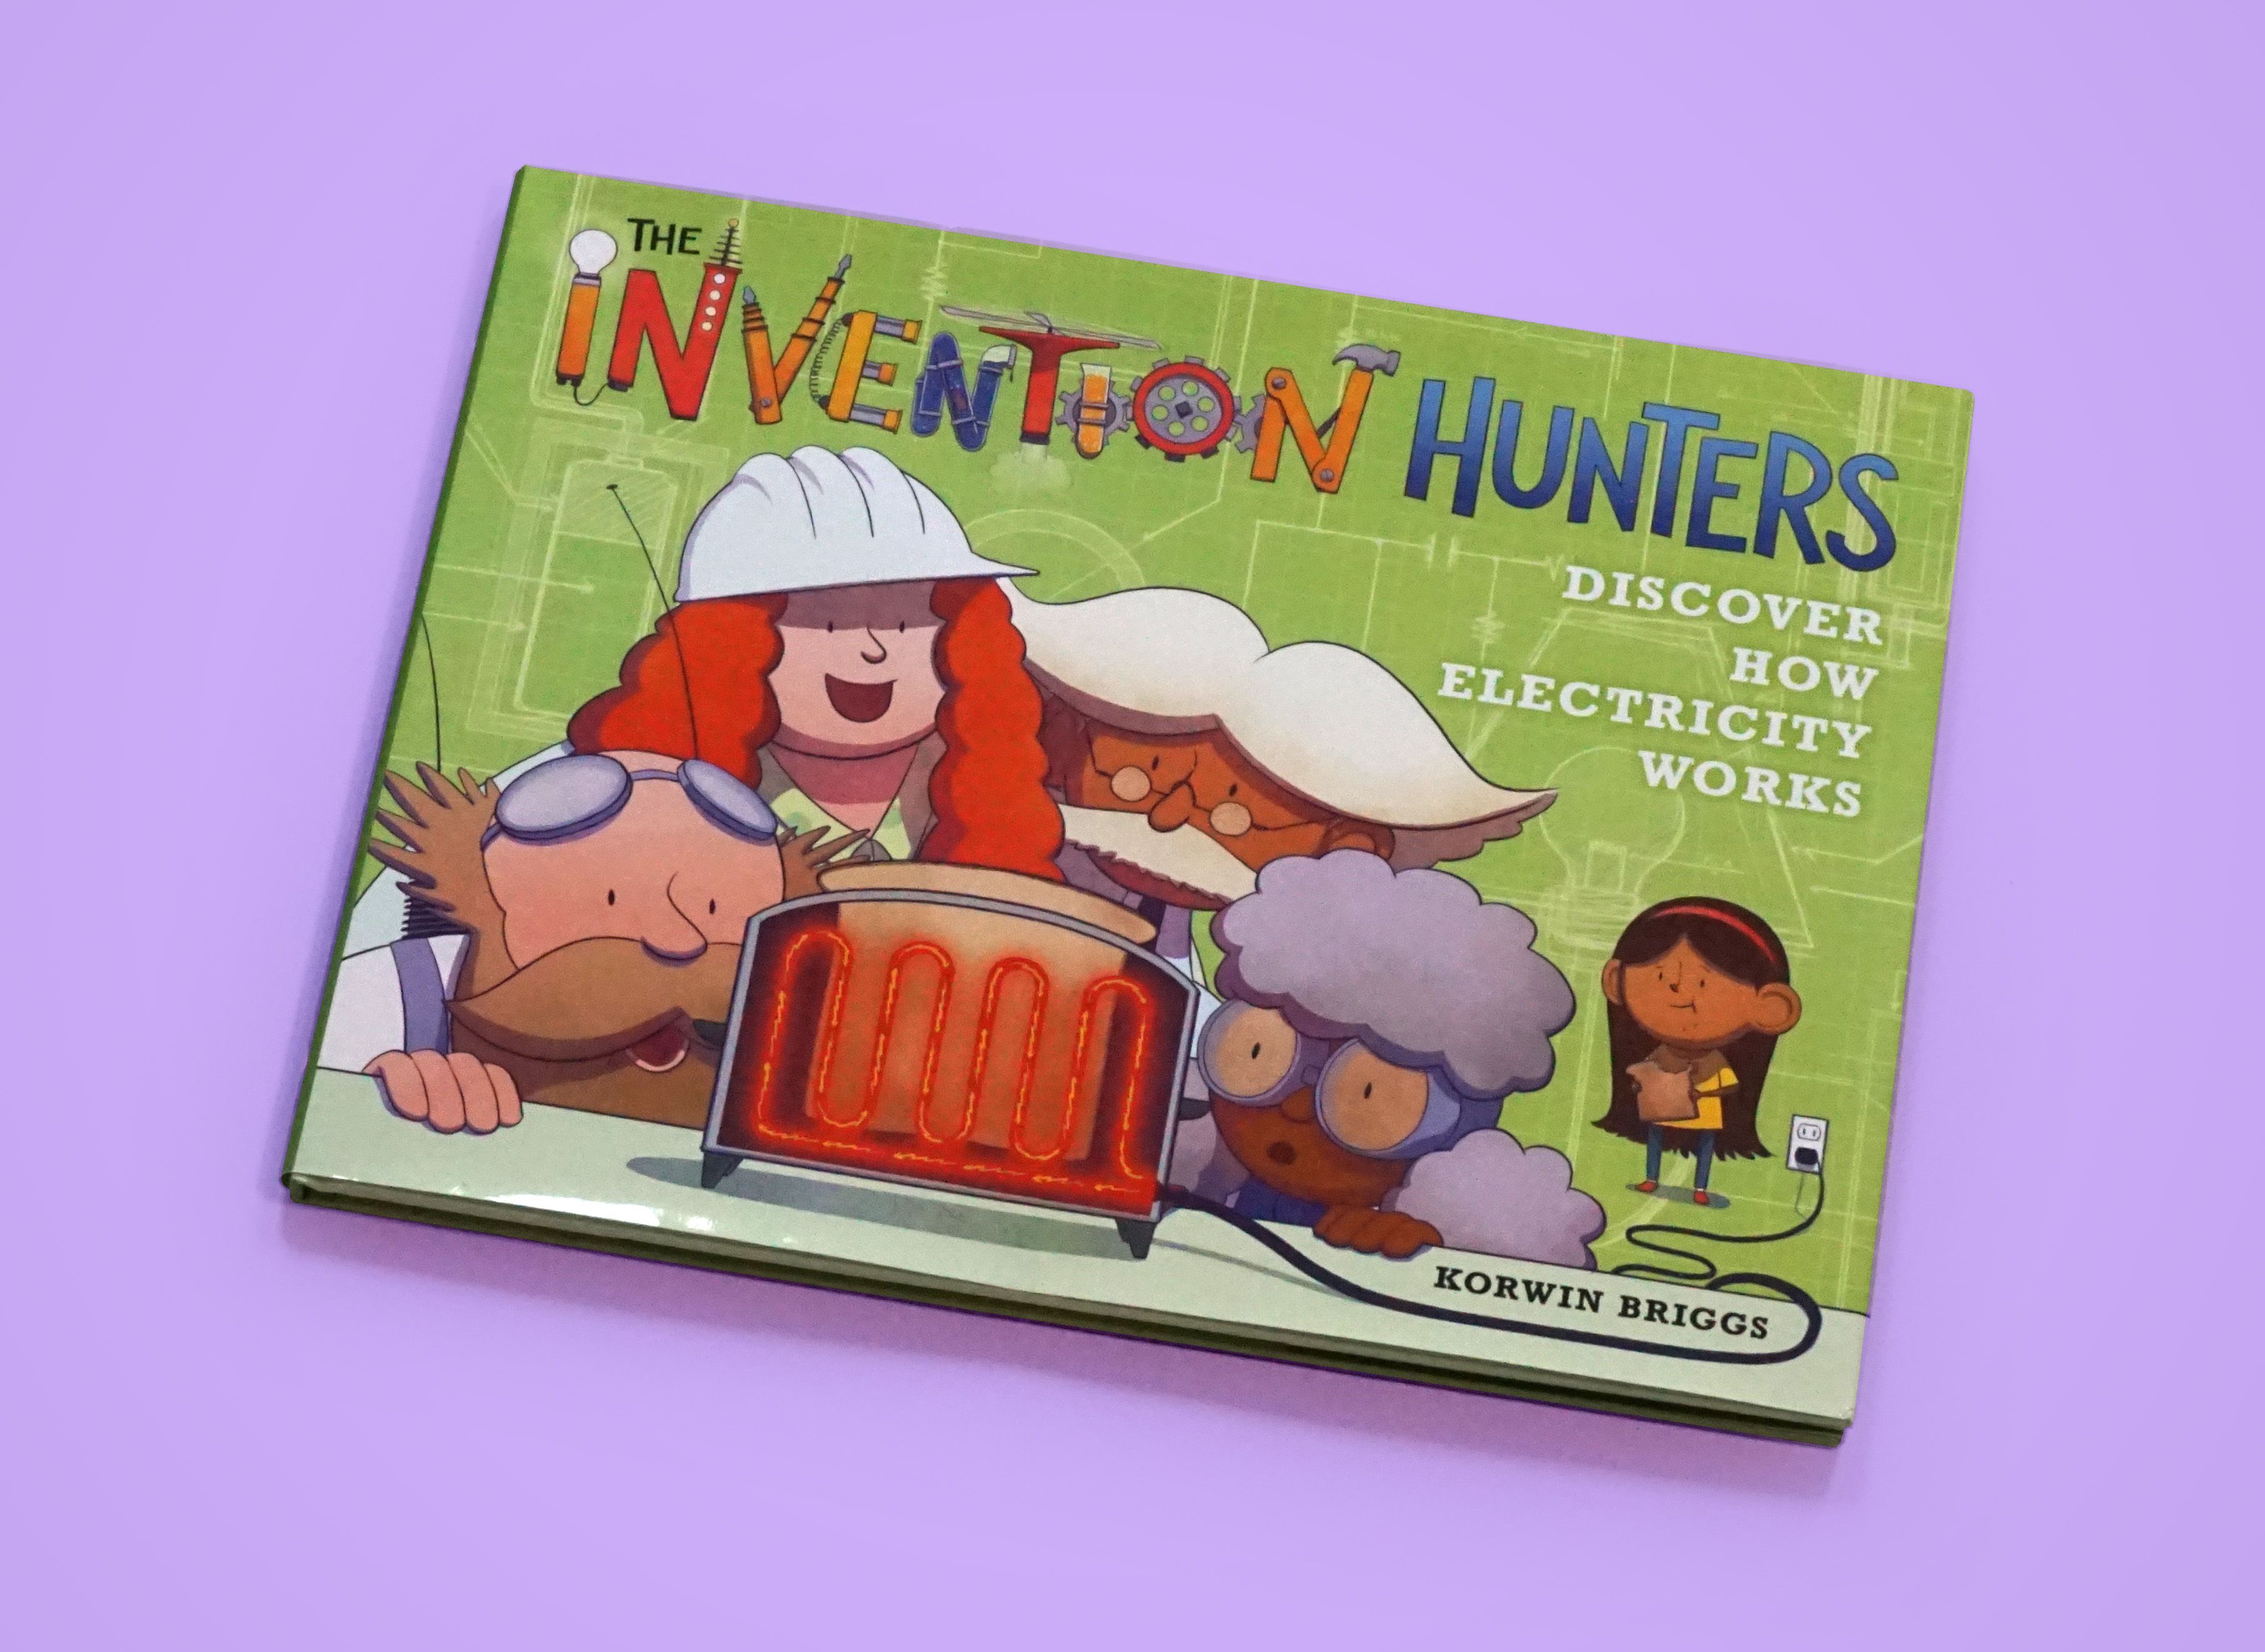 THE
iNVENTION HUNTERS
DISCOVER
HOW
ELECTRICITY
WORKS
KORWIN BRIGGS